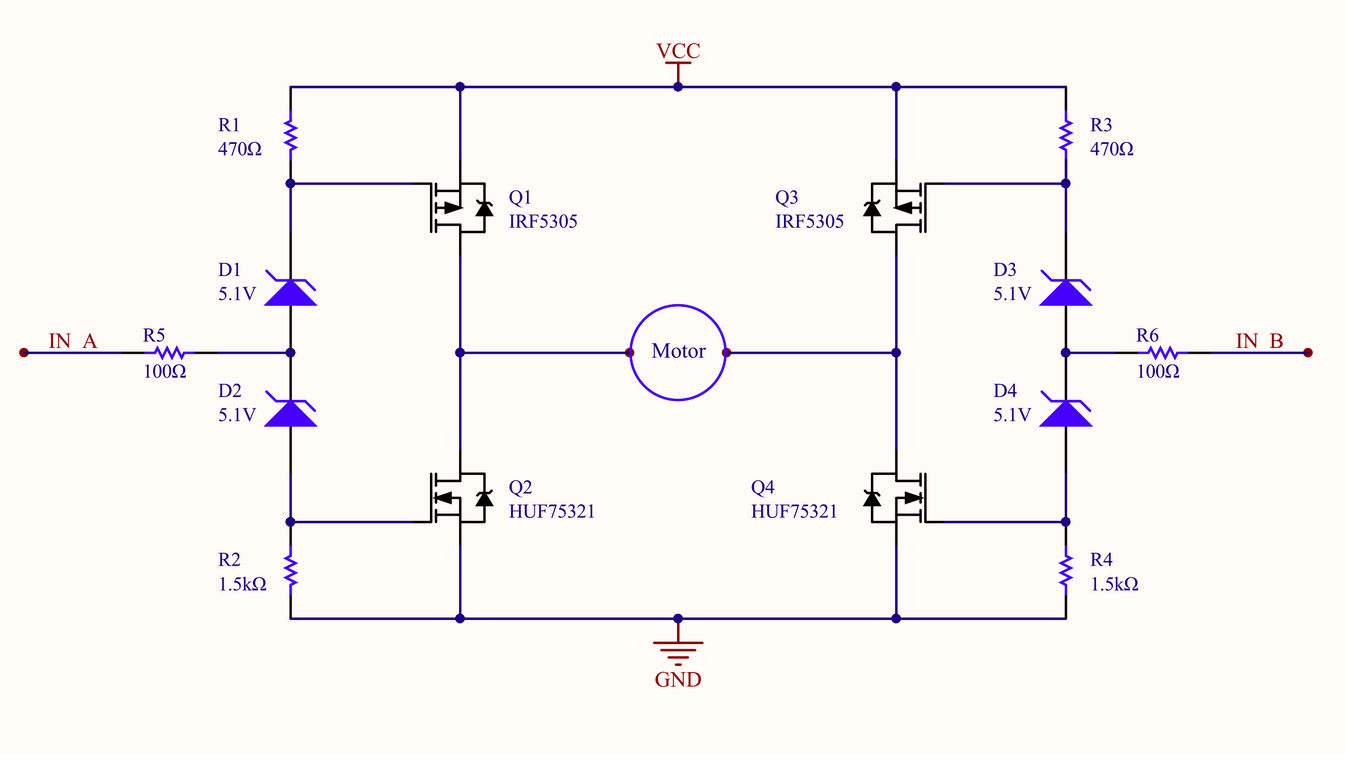 VCC
R1
470Ω
R3
470Ω
Q1
IRF5305
Q3
IRF5305
D1
5.1V
D3
5.1V
IN A
R5
100Ω
Motor
R6
100Ω
IN B
D2
5.1V
D4
5.1V
Q2
HUF75321
Q4
HUF75321
R2
1.5kΩ
R4
1.5kΩ
GND